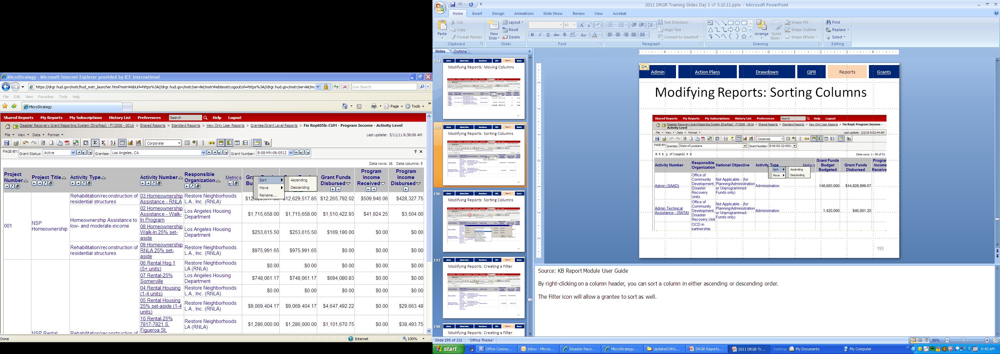 MicroStrategy - Microsoft Internet Explorer provided by ICF International
https://drgr.hud.gov/mstr/hud_mstr_launcher.html?mstrWebUrl=https%3A//drgr.hud.gov/mstr/servlet/mstrWeb&mstrLogoutUrl=https%3A//drgr.hud.gov/mstr/servlet/m
Live Search
File Edit View Favorites Tools Help
MicroStrategy
Page Tools
Shared Reports My Reports My Subscriptions History List Preferences Search Help Logout
Disaster Recovery Grant Reporting System (DrgrRep) - FY2008 - 001A > Shared Reports > Standard Reports > View Only User Reports > Grantee/Grant Level Reports > Fin Rept05b: CUM - Program Income - Activity Level
File View Data Format
Last update: 5/11/11 8:38:06 AM
Corporate
PAGE-BY: Grant Status: Active Grantee: Los Angeles, CA Grant Number: B-08-MN-06-0512
Data rows: 16 Data columns: 5
Project Number Project Title Activity Type Activity Number Responsible Organization Metrics Grant Funds Disbursed Program Income Received Program Income Disbursed
Sort
Move
Rename...
Ascending
Descending
001
NSP Homeownership
Rehabilitation/reconstruction of residential structures
03 Homeownership Assistance - RNLA
Restore Neighborhoods L.A., Inc. (RNLA)
12,629,517.85 $12,265,792.02 $509,946.06 $428,327.75
Homeownership Assistance to low- and moderate-income
02 Homeownership Assistance - Walk-In Program
Los Angeles Housing Department
$1,715,658.00 $1,715,658.00 $1,510,422.93 $41,924.25 $3,504.00
08 Homeownership Walk-In 25% set-aside
Los Angeles Housing Department
$253,615.50 $253,615.50 $169,186.00 $0.00 $0.00
Rehabilitation/reconstruction of residential structures
09 Homeownership RNLA 25% set-aside
Restore Neighborhoods L.A., Inc. (RNLA)
$975,991.65 $975,991.65 $0.00 $0.00 $0.00
06 Rental Hsg 1 (5+ units)
Restore Neighborhoods LA (RNLA)
$0.00 $0.00 $0.00 $0.00 $0.00
07 Rental-25% Somerville
Los Angeles Housing Department
$748,061.17 $748,061.17 $694,080.83 $0.00 $0.00
04 Rental Housing (1-4 units)
Restore Neighborhoods L.A., Inc. (RNLA)
$0.00 $0.00 $0.00 $0.00 $0.00
05 Rental Housing 25% set-aside (1-4 units)
Restore Neighborhoods L.A., Inc. (RNLA)
$9,069,404.17 $9,069,404.17 $4,647,492.22 $0.00 $29,663.48
10 Rental-25% 7817-7821 S. Figueroa St.
Restore Neighborhoods LA (RNLA)
$1,286,000.00 $1,286,000.00 $1,101,670.75 $0.00 $38,493.75
NSP Rental
Rehabilitation/reconstruction of
Done
Internet
100%
2011 DRGR Training Slides Day 1 v7 5.10.11.pptx - Microsoft PowerPoint
Home Insert Design Animations Slide Show Review View Acrobat
Paste Cut Copy Format Painter
Clipboard
New Slide Layout Reset Delete
Slides
40
Font
Text Direction
Align Text
Convert to SmartArt
Paragraph
Arrange Quick Styles
Shape Fill
Shape Outline
Shape Effects
Drawing
Find
Replace
Select
Editing
Slides Outline
194
Modifying Reports: Moving Columns
195
Modifying Reports: Sorting Columns
196
Modifying Reports: Sorting Columns
197
Modifying Reports: Creating a Filter
198
Modifying Reports: Creating a Filter
I24
Admin Action Plans Drawdown QPR Reports Grants
Modifying Reports: Sorting Columns
Shared Reports My Reports My Subscriptions History List Preferences Search Help Logout
Disaster Recovery Grant Reporting System (DrgrRep) - FY2008 - 001A > Shared Reports > Standard Reports > View Only User Reports > Fin Rept: Program Income - Activity Level
File View Data Format
Last update: 2/2/10 9:02:44 AM
Corporate
PAGE-BY: Grantee: State of Louisiana Grant Number: B-06-DG-22-0001
1 2 of 2 page(s)
Data rows: 1 - 50 of 51
Activity Number Responsible Organization National Objective Activity Type Metrics Grant Funds Budget Budgeted Grant Funds Disbursed Program Income Receive
Sort
Move
Ascending
Descending
Admin (SAAD)
Office of Community Development, Disaster Recovery Units
Not Applicable - (for Planning/Administration or Unprogrammed Funds only)
Administration
148,680,000 $44,828,999.67
Admin Technical Assistance - (SATA)
Office of Community Development, Disaster Recovery Unit
Not Applicable - (for Planning/Administration or Unprogrammed Funds only)
Administration
1,420,000 $46,001.20
OCD in partnership
195
Source: KB Report Module User Guide
By right-clicking on a column header, you can sort a column in either ascending or descending order.
The Filter icon will allow a grantee to sort as well.
Slide 195 of 221 "Office Theme"
80%
start
Office Commu...
Inbox - Micros...
Disaster Reco...
MicroStrategy...
Updated DRG...
DRGR Reports...
2011 DRGR Tr...
Desktop
My Documents
My Computer
8:40 AM